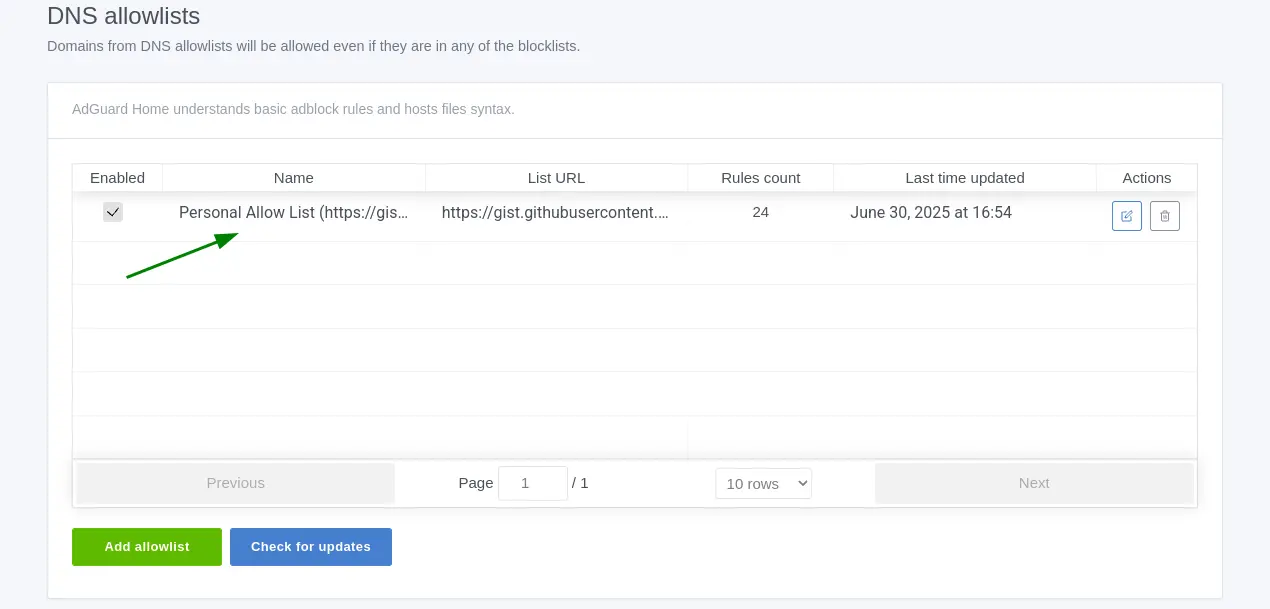 DNS allowlists
Domains from DNS allowlists will be allowed even if they are in any of the blocklists.
AdGuard Home understands basic adblock rules and hosts files syntax.
Enabled Name List URL Rules count Last time updated Actions
Personal Allow List (https://gis... https://gist.githubusercontent.... 24 June 30, 2025 at 16:54
Previous Page 1 / 1 10 rows Next
Add allowlist Check for updates